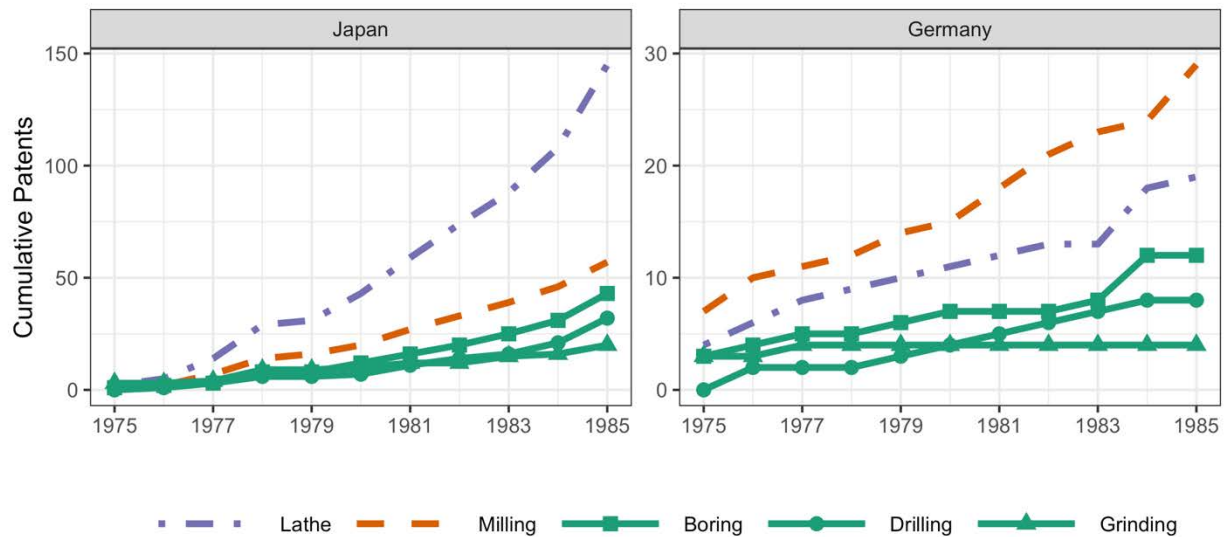 Japan
Germany
Cumulative Patents
150
100
50
0
30
20
10
0
1975 1977 1979 1981 1983 1985
1975 1977 1979 1981 1983 1985
Lathe Milling Boring Drilling Grinding